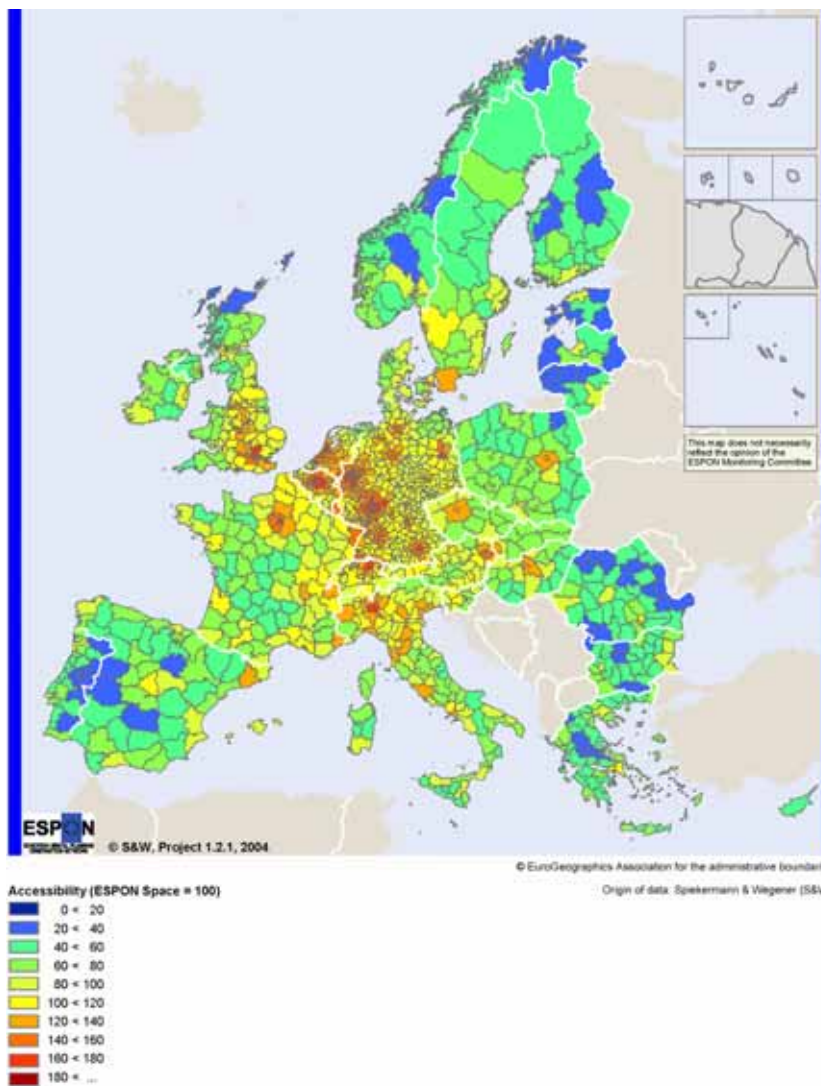 This map does not necessarily
reflect the opinion of the
ESPON Monitoring Committee
ESPON
© S&W, Project 1.2.1, 2004
© EuroGeographics Association for the administrative boundari
Origin of data: Spiekermann & Wegener (S&W
Accessibility (ESPON Space = 100)
0 < 20
20 < 40
40 < 60
60 < 80
80 < 100
100 < 120
120 < 140
140 < 160
160 < 180
180 < ...